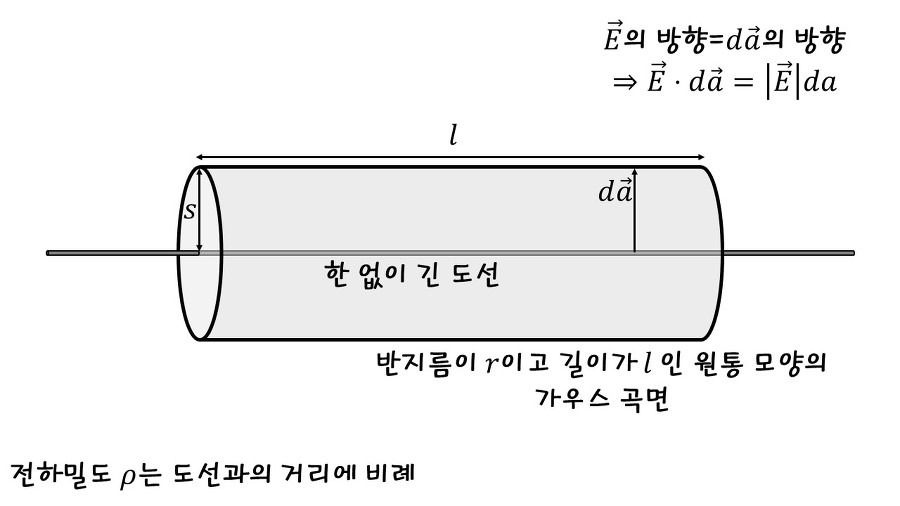 $\vec{E}$의 방향=$d\vec{a}$의 방향
$\Rightarrow \vec{E} \cdot d\vec{a} = |\vec{E}|da$
$l$
$s$
$d\vec{a}$
한 없이 긴 도선
반지름이 $r$이고 길이가 $l$ 인 원통 모양의
가우스 곡면
전하밀도 $\rho$는 도선과의 거리에 비례